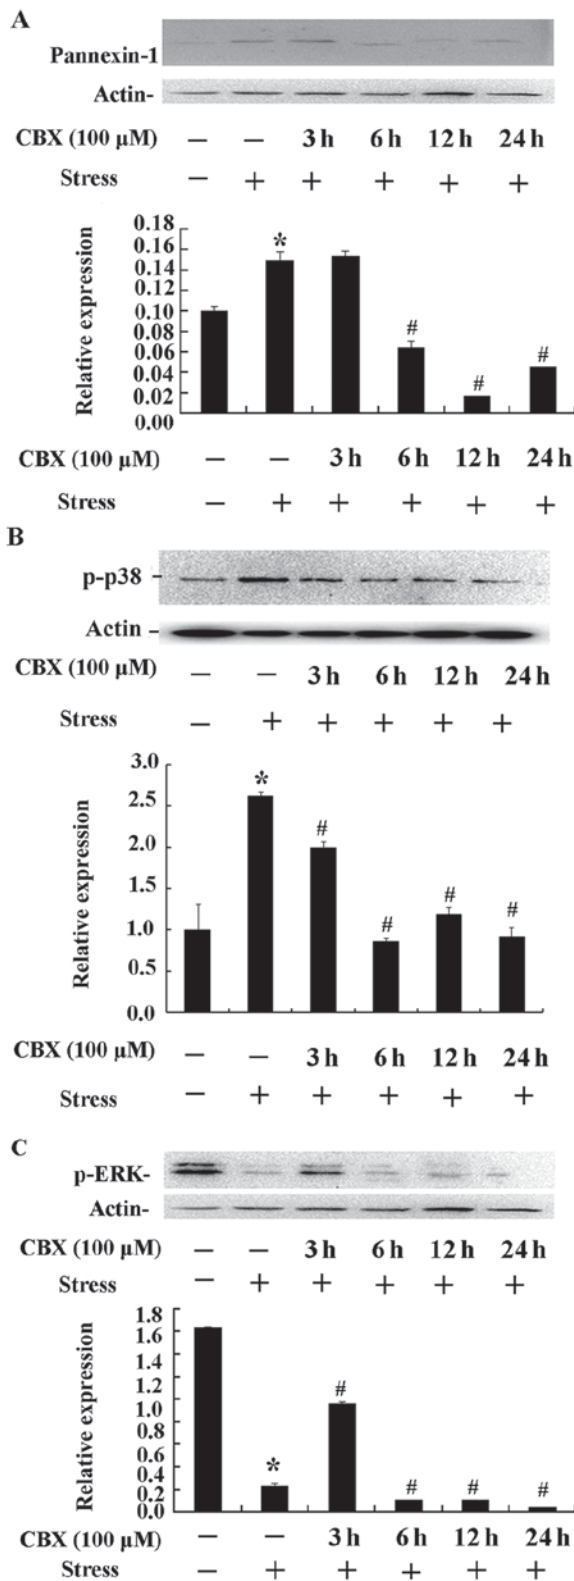 A
Pannexin-1
Actin-
CBX (100 µM) – – 3 h 6 h 12 h 24 h
Stress – + + + + +
0.18
*
0.16
0.14
0.10
#
0.08
0.06
0.04
#
#
0.02
0.00
Relative expression
CBX (100 µM) – – 3 h 6 h 12 h 24 h
Stress – + + + + +
B
p-p38 –
Actin –
CBX (100 µM) – – 3 h 6 h 12 h 24 h
Stress – + + + + +
3.0
*
2.5
#
2.0
1.5
#
#
#
1.0
0.5
0.0
Relative expression
CBX (100 µM) – – 3 h 6 h 12 h 24 h
Stress – + + + + +
C
p-ERK-
Actin-
CBX (100 µM) – – 3 h 6 h 12 h 24 h
Stress – + + + + +
1.8
1.6
1.2
#
1.0
0.8
0.6
*
0.4
# # #
0.2
0.0
Relative expression
CBX (100 µM) – – 3 h 6 h 12 h 24 h
Stress – + + + + +